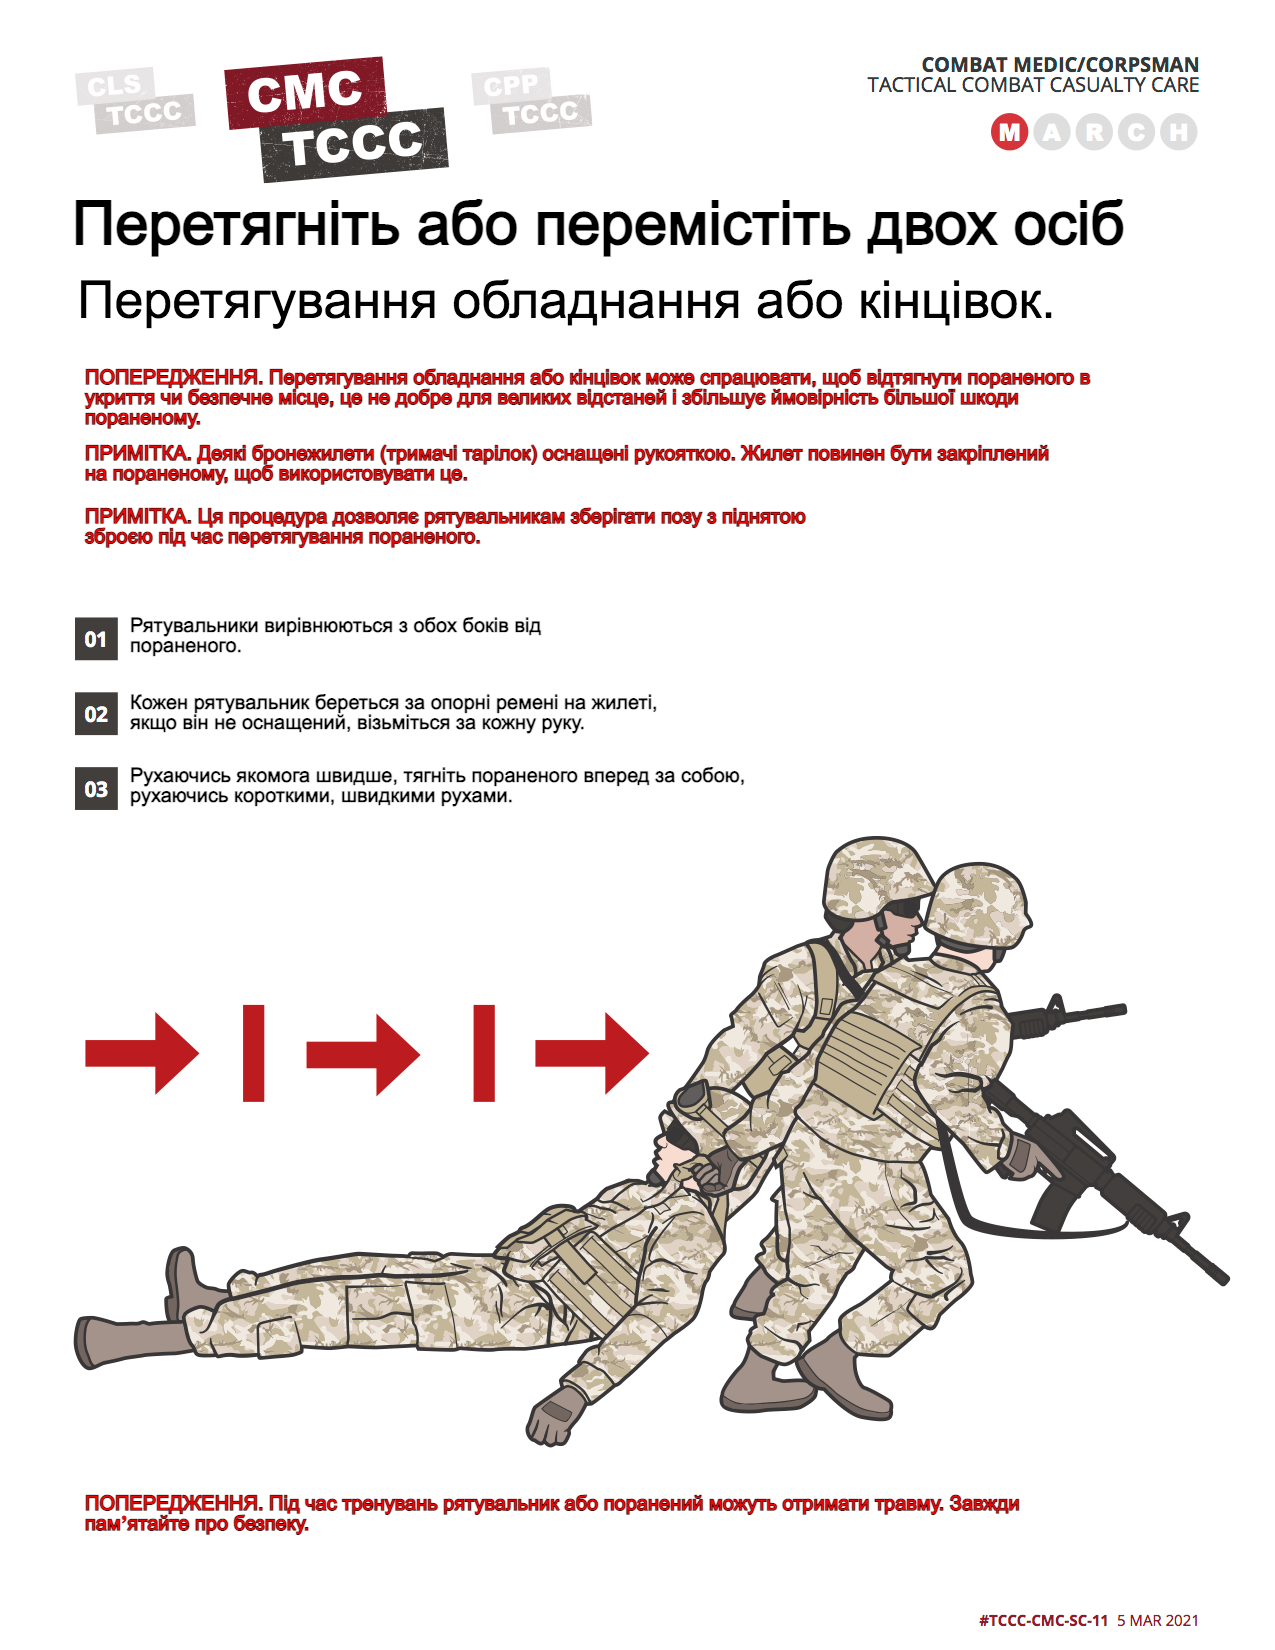 CLS
TCCC
CMC
TCCC
CPP
TCCC
COMBAT MEDIC/CORPSMAN
TACTICAL COMBAT CASUALTY CARE
M A R C H
Перетягніть або перемістіть двох осіб
Перетягування обладнання або кінцівок.
ПОПЕРЕДЖЕННЯ. Перетягування обладнання або кінцівок може спрацювати, щоб відтягнути пораненого в
укриття чи безпечне місце, це не добре для великих відстаней і збільшує ймовірність більшої шкоди
пораненому.
ПРИМІТКА. Деякі бронежилети (тримачі тарілок) оснащені рукояткою. Жилет повинен бути закріплений
на пораненому, щоб використовувати це.
ПРИМІТКА. Ця процедура дозволяє рятувальникам зберігати позу з піднятою
зброєю під час перетягування пораненого.
01 Рятувальники вирівнюються з обох боків від
пораненого.
02 Кожен рятувальник береться за опорні ремені на жилеті,
якщо він не оснащений, візьміться за кожну руку.
03 Рухаючись якомога швидше, тягніть пораненого вперед за собою,
рухаючись короткими, швидкими рухами.
ПОПЕРЕДЖЕННЯ. Під час тренувань рятувальник або поранений можуть отримати травму. Завжди
пам’ятайте про безпеку.
#TCCC-CMC-SC-11 5 MAR 2021